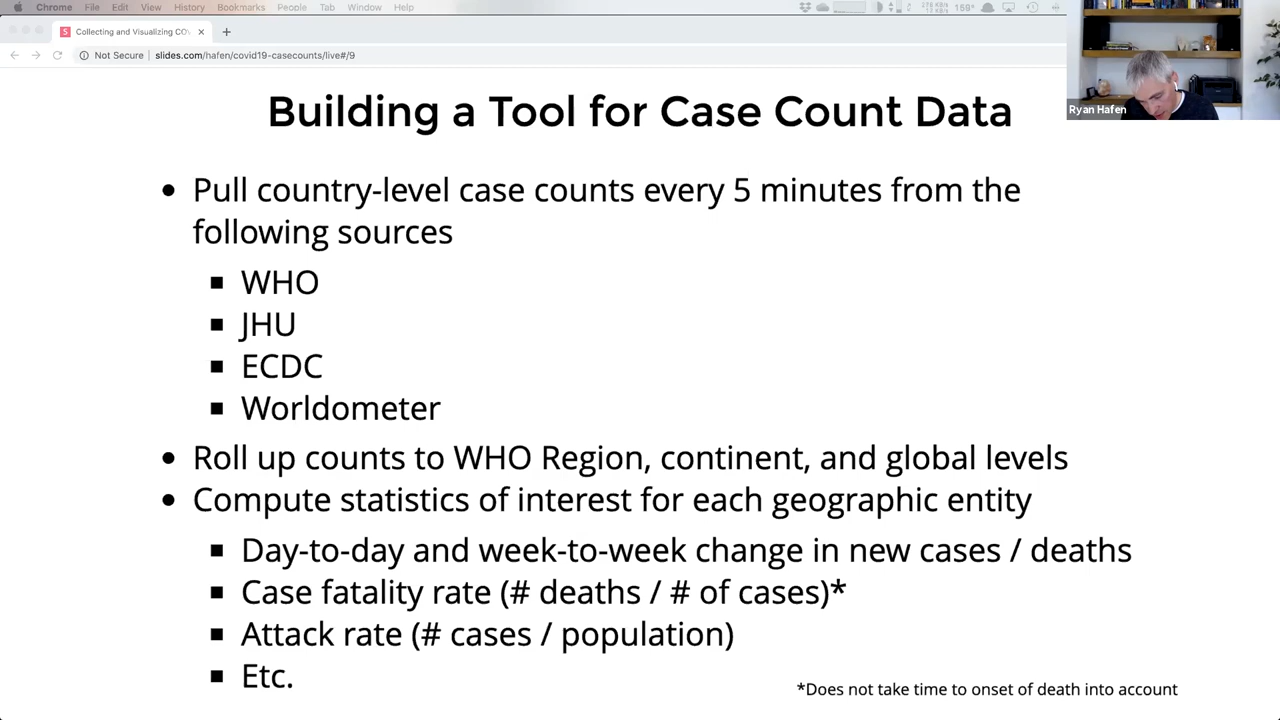 Chrome File Edit View History Bookmarks People Tab Window Help
159°
Collecting and Visualizing COV
Not Secure | slides.com/hafen/covid19-casecounts/live#/9
Ryan Hafen
Building a Tool for Case Count Data
• Pull country-level case counts every 5 minutes from the
following sources
▪ WHO
▪ JHU
▪ ECDC
▪ Worldometer
• Roll up counts to WHO Region, continent, and global levels
• Compute statistics of interest for each geographic entity
▪ Day-to-day and week-to-week change in new cases / deaths
▪ Case fatality rate (# deaths / # of cases)*
▪ Attack rate (# cases / population)
▪ Etc.
*Does not take time to onset of death into account